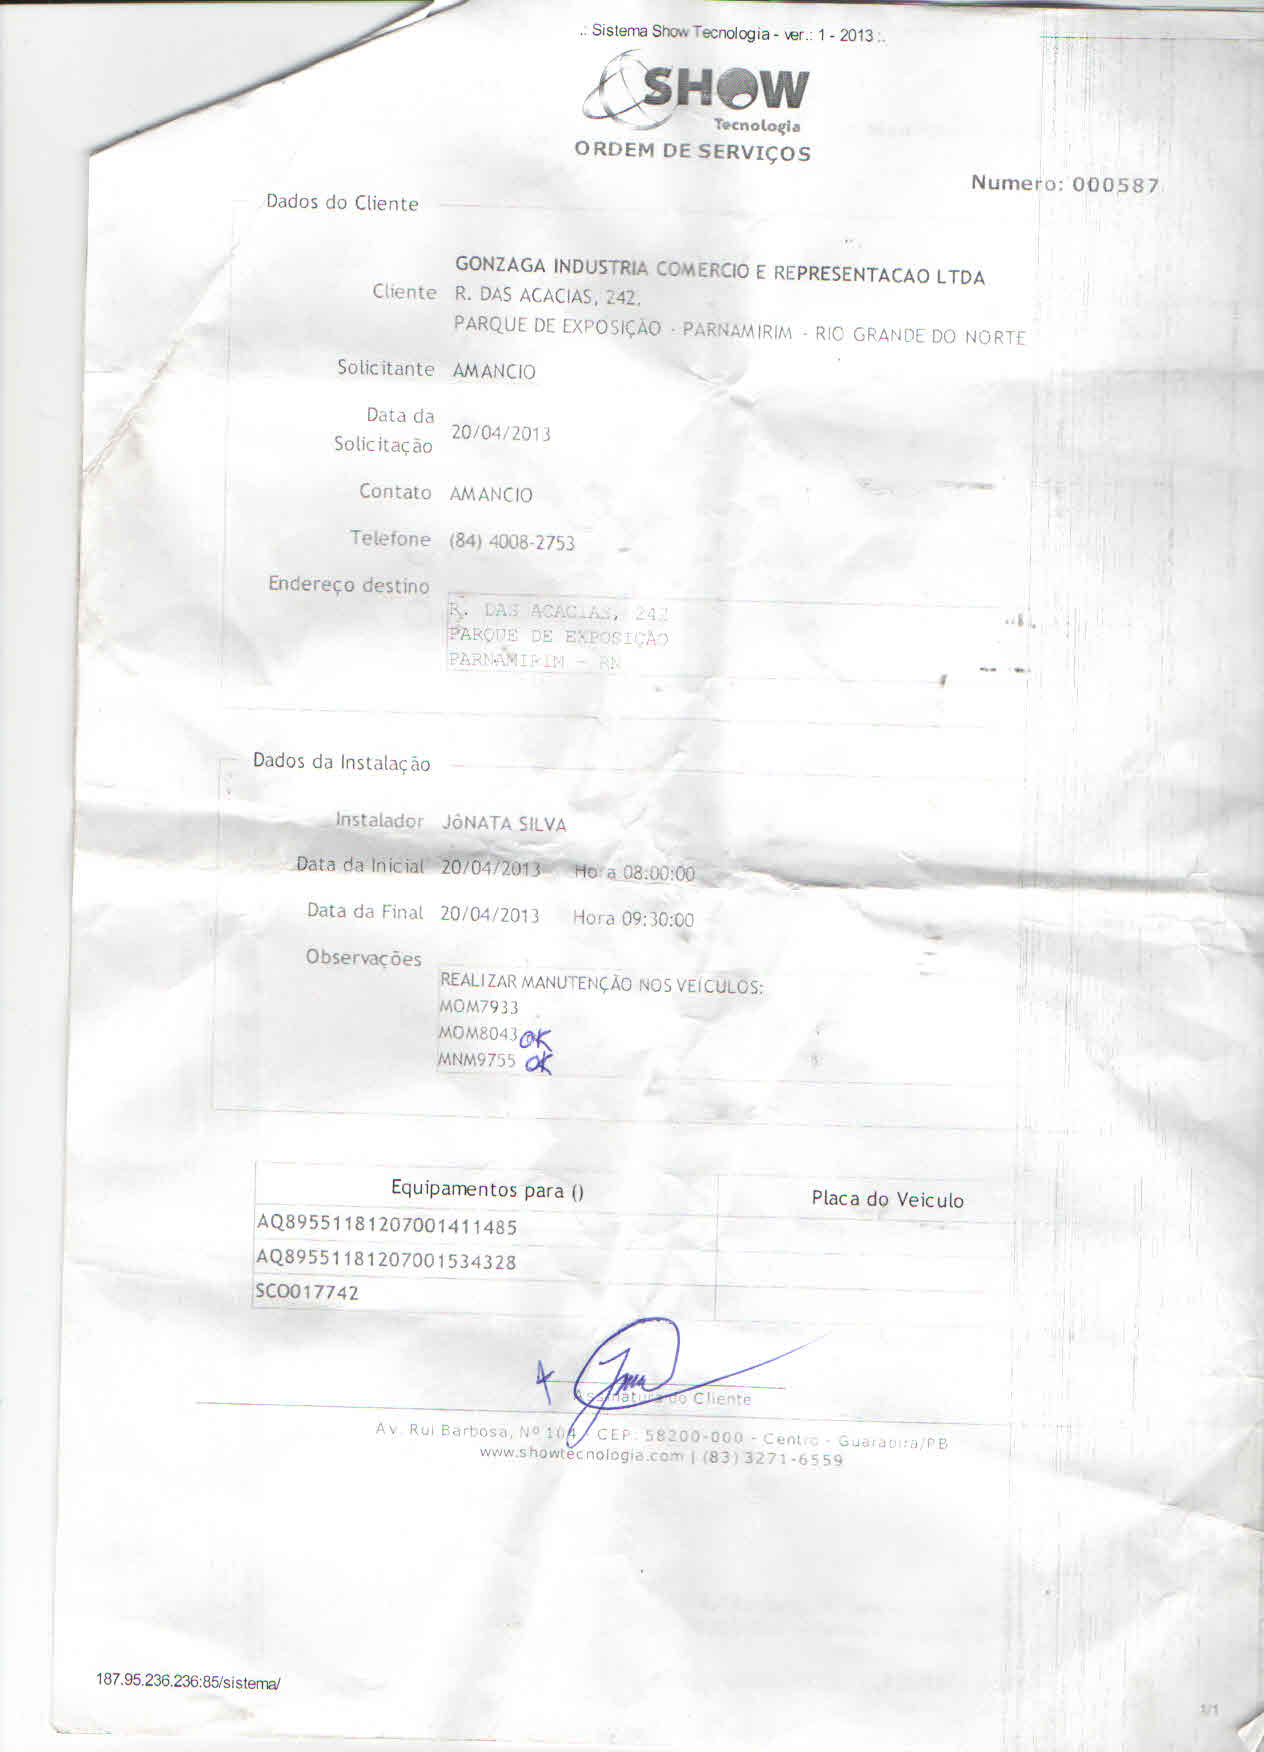 .: Sistema Show Tecnologia - ver.: 1 - 2013 :.
SHOW
Tecnologia
ORDEM DE SERVIÇOS
Numero: 000587
Dados do Cliente
GONZAGA INDUSTRIA COMERCIO E REPRESENTACAO LTDA
Cliente R. DAS ACACIAS, 242,
PARQUE DE EXPOSIÇÃO - PARNAMIRIM - RIO GRANDE DO NORTE
Solicitante AMANCIO
Data da
Solicitação 20/04/2013
Contato AMANCIO
Telefone (84) 4008-2753
Endereço destino
R. DAS ACACIAS, 242
PARQUE DE EXPOSIÇÃO
PARNAMIRIM - RN
Dados da Instalação
Instalador JÔNATA SILVA
Data da Inicial 20/04/2013 Hora 08:00:00
Data da Final 20/04/2013 Hora 09:30:00
Observações
REALIZAR MANUTENÇÃO NOS VEÍCULOS:
MOM7933
MOM8043 OK
MNM9755 OK
Equipamentos para () Placa do Veiculo
AQ89551181207001411485
AQ89551181207001534328
SCO017742
Assinatura do Cliente
Av. Rui Barbosa, Nº 104 - CEP: 58200-000 - Centro - Guarabira/PB
www.showtecnologia.com | (83) 3271-6559
187.95.236.236:85/sistema/
1/1